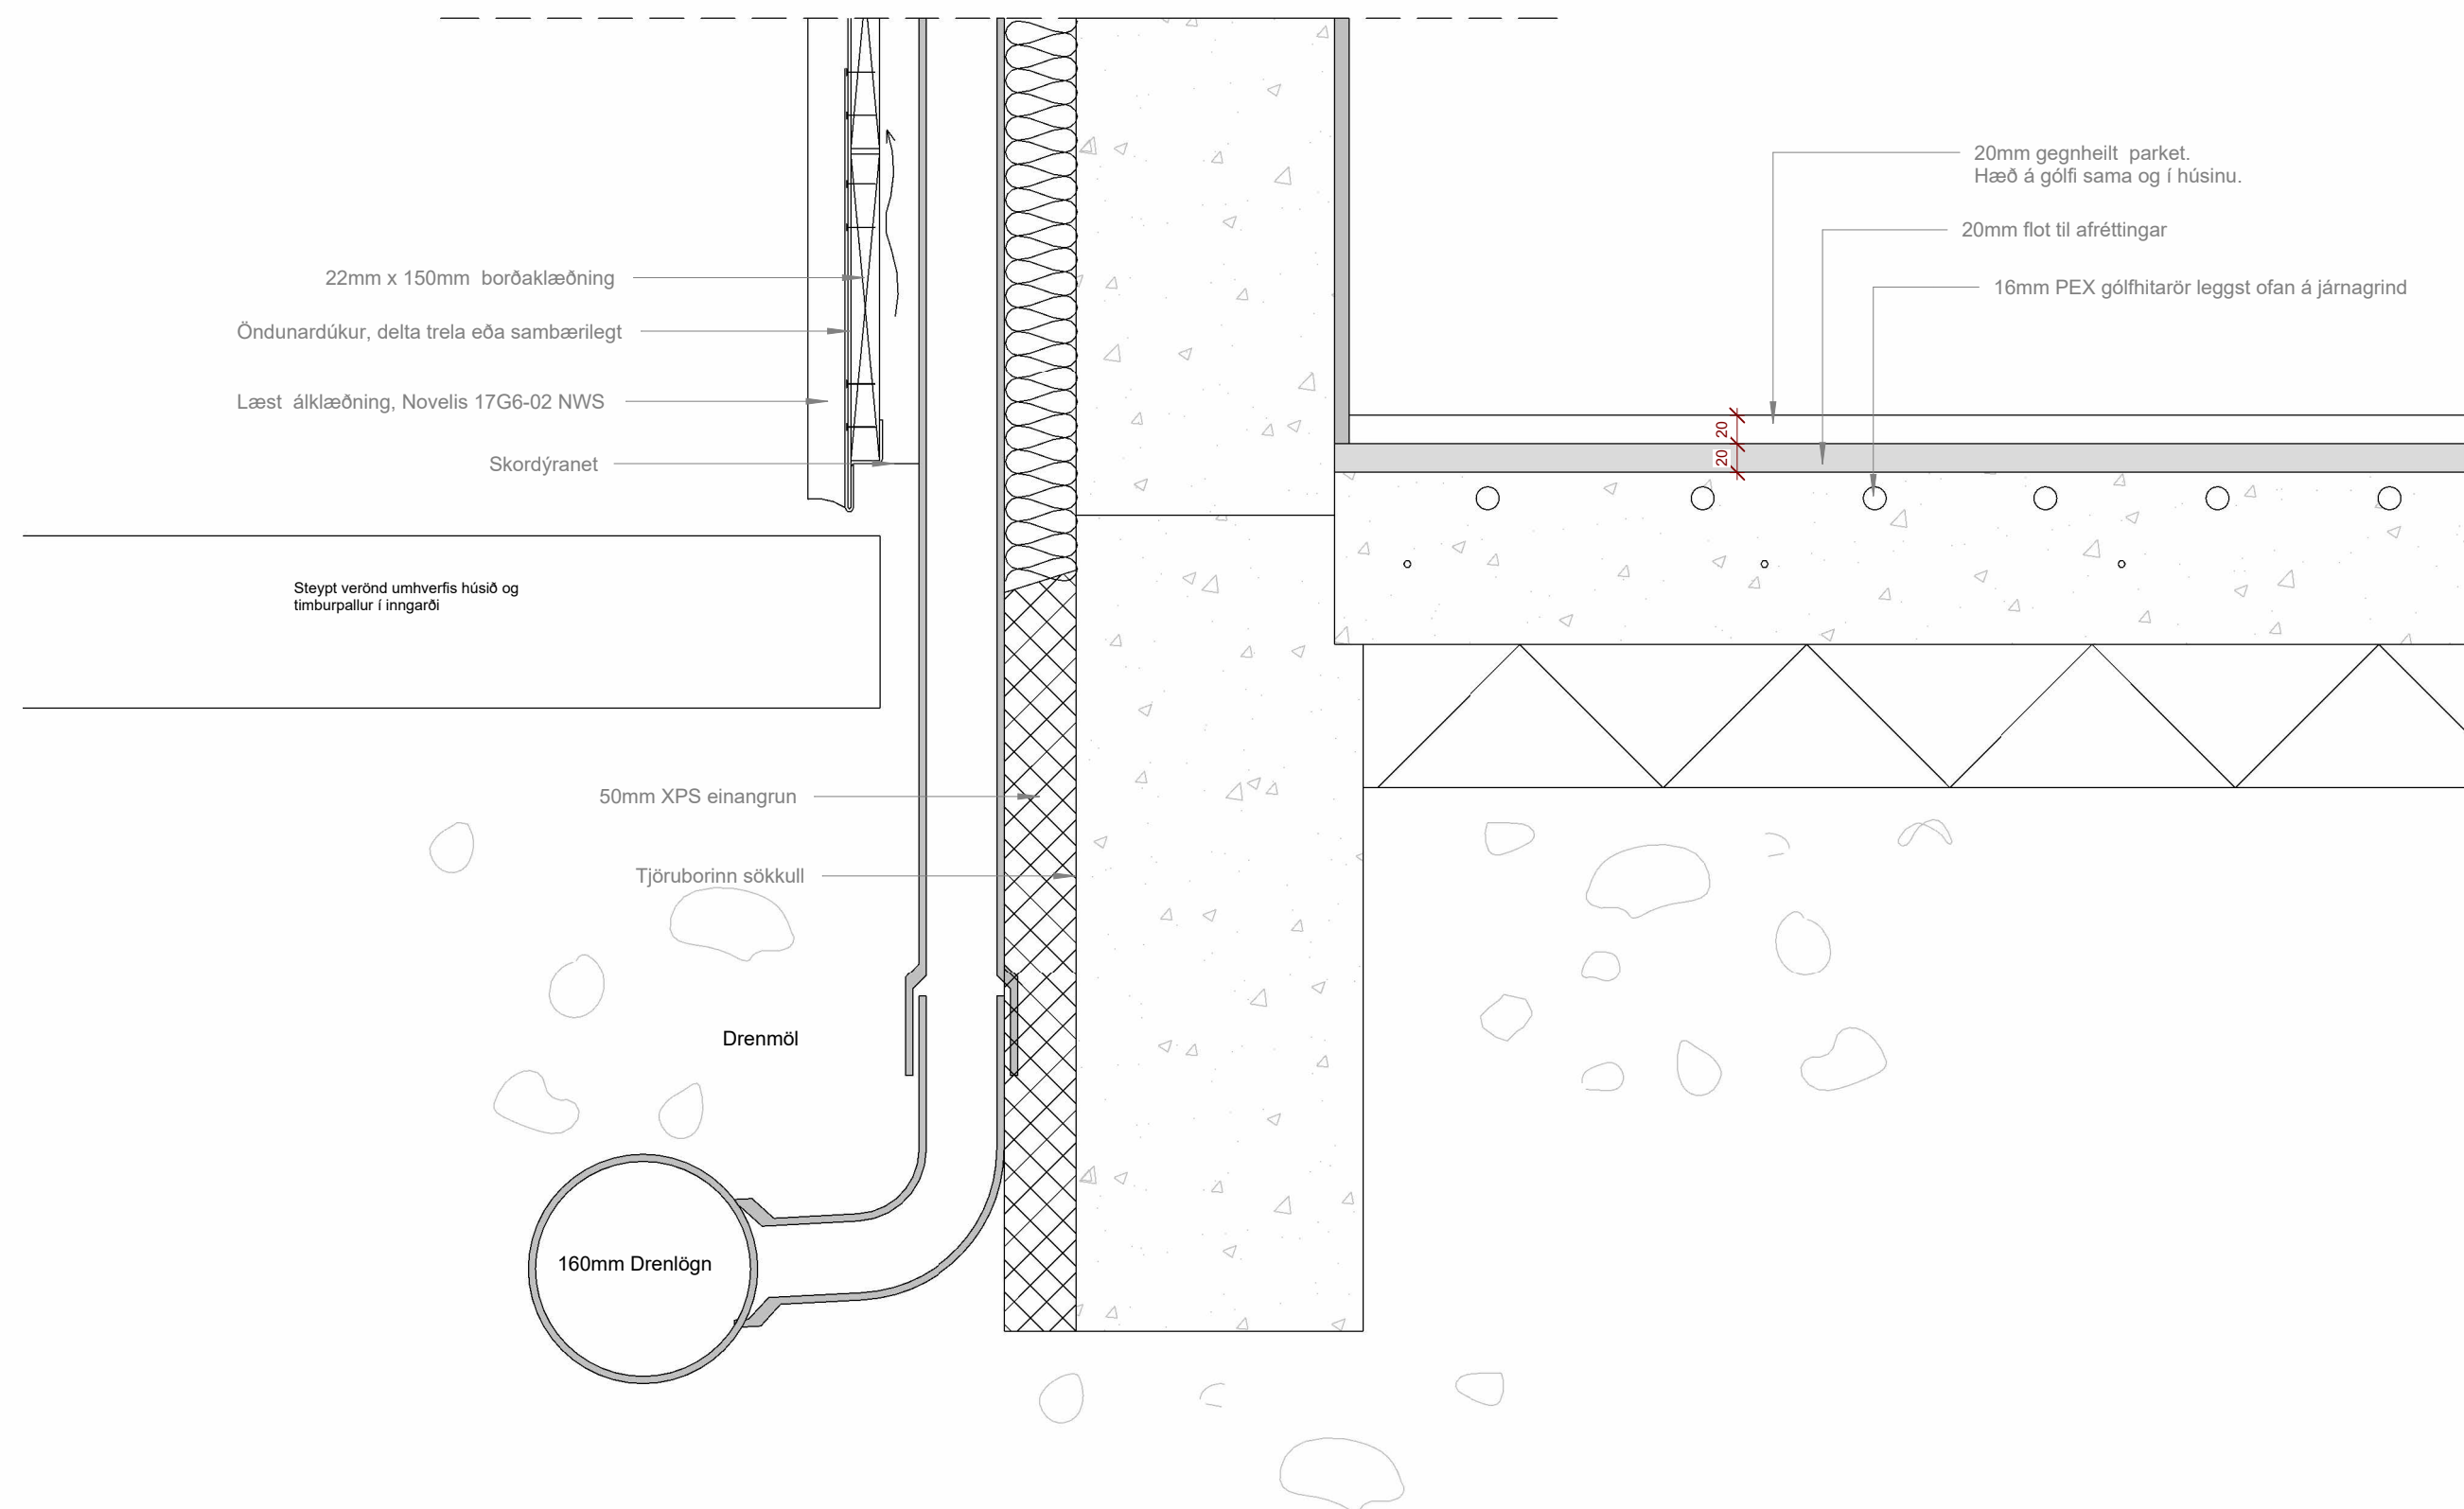 20mm gegnheilt parket.
Hæð á gólfi sama og í húsinu.
20mm flot til afréttingar
22mm x 150mm borðaklæðning
16mm PEX gólfhitarör leggst ofan á járnagrind
Öndunardúkur, delta trela eða sambærilegt
Læst álklæðning, Novelis 17G6-02 NWS
20
20
Skordýranet
Steypt verönd umhverfis húsið og
timburpallur í inngarði
50mm XPS einangrun
Tjöruborinn sökkull
Drenmöl
160mm Drenlögn